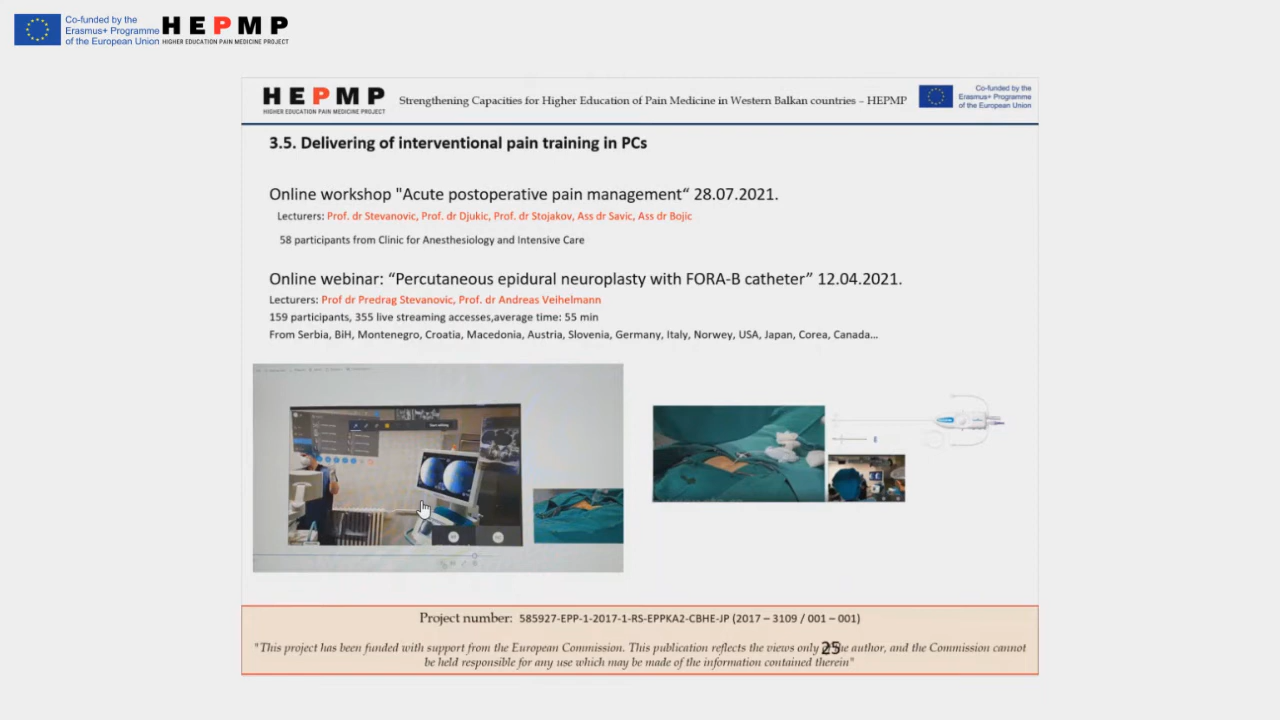 Co-funded by the
Erasmus+ Programme
of the European Union
HEPMP
HIGHER EDUCATION PAIN MEDICINE PROJECT
HEPMP
HIGHER EDUCATION PAIN MEDICINE PROJECT
Strengthening Capacities for Higher Education of Pain Medicine in Western Balkan countries – HEPMP
Co-funded by the
Erasmus+ Programme
of the European Union
3.5. Delivering of interventional pain training in PCs
Online workshop "Acute postoperative pain management“ 28.07.2021.
Lecturers: Prof. dr Stevanovic, Prof. dr Djukic, Prof. dr Stojakov, Ass dr Savic, Ass dr Bojic
58 participants from Clinic for Anesthesiology and Intensive Care
Online webinar: “Percutaneous epidural neuroplasty with FORA-B catheter” 12.04.2021.
Lecturers: Prof dr Predrag Stevanovic, Prof. dr Andreas Veihelmann
159 participants, 355 live streaming accesses,average time: 55 min
From Serbia, BiH, Montenegro, Croatia, Macedonia, Austria, Slovenia, Germany, Italy, Norwey, USA, Japan, Corea, Canada...
Project number: 585927-EPP-1-2017-1-RS-EPPKA2-CBHE-JP (2017 – 3109 / 001 – 001)
25
"This project has been funded with support from the European Commission. This publication reflects the views only author, and the Commission cannot
be held responsible for any use which may be made of the information contained therein"